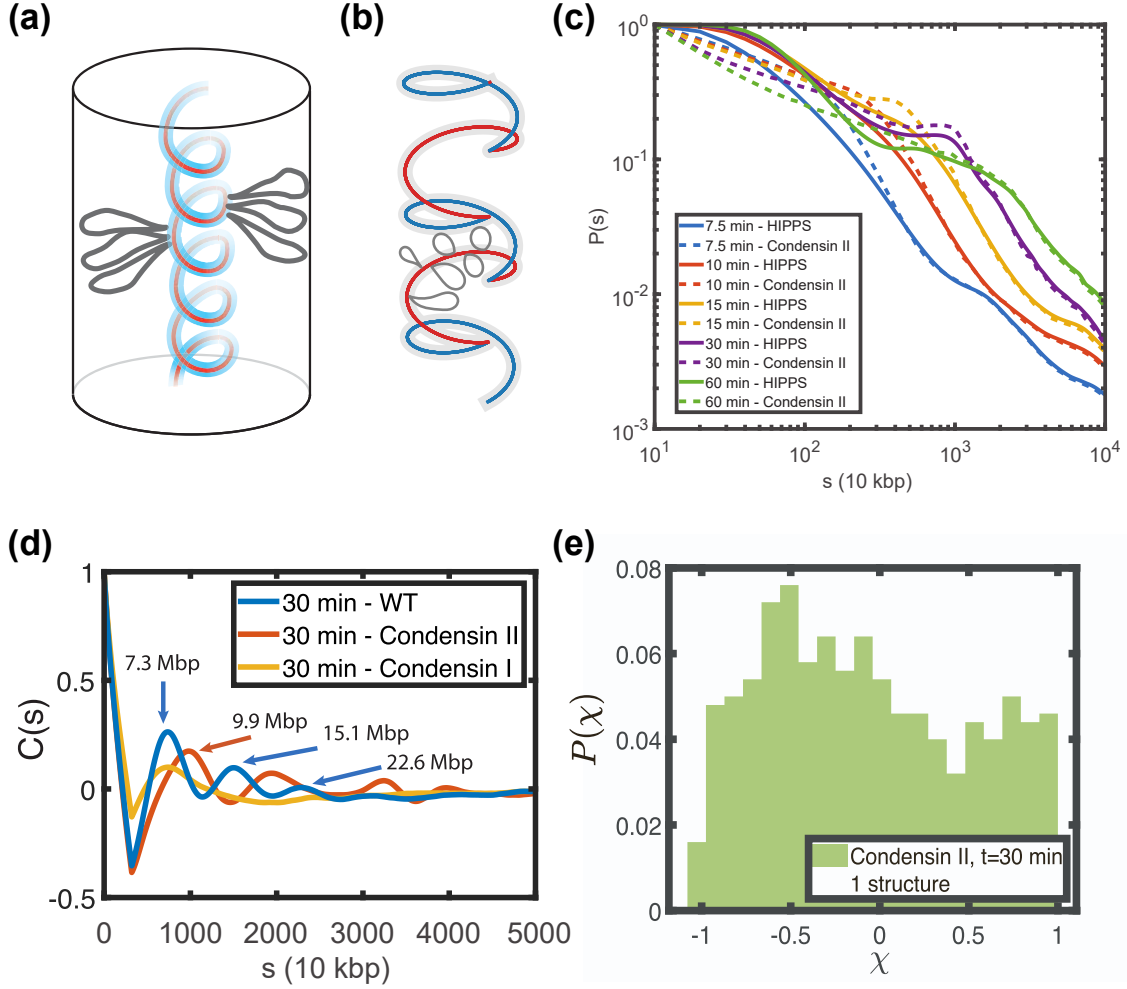 (a)
(b)
(c)
10^0
10^-1
10^-2
10^-3
P(s)
7.5 min - HIPPS
7.5 min - Condensin II
10 min - HIPPS
10 min - Condensin II
15 min - HIPPS
15 min - Condensin II
30 min - HIPPS
30 min - Condensin II
60 min - HIPPS
60 min - Condensin II
10^1 10^2 10^3 10^4
s (10 kbp)
(d)
1
0.5
0
-0.5
C(s)
30 min - WT
30 min - Condensin II
30 min - Condensin I
7.3 Mbp
9.9 Mbp
15.1 Mbp
22.6 Mbp
0 1000 2000 3000 4000 5000
s (10 kbp)
(e)
0.08
0.06
0.04
0.02
0
P(χ)
Condensin II, t=30 min
1 structure
-1 -0.5 0 0.5 1
χ